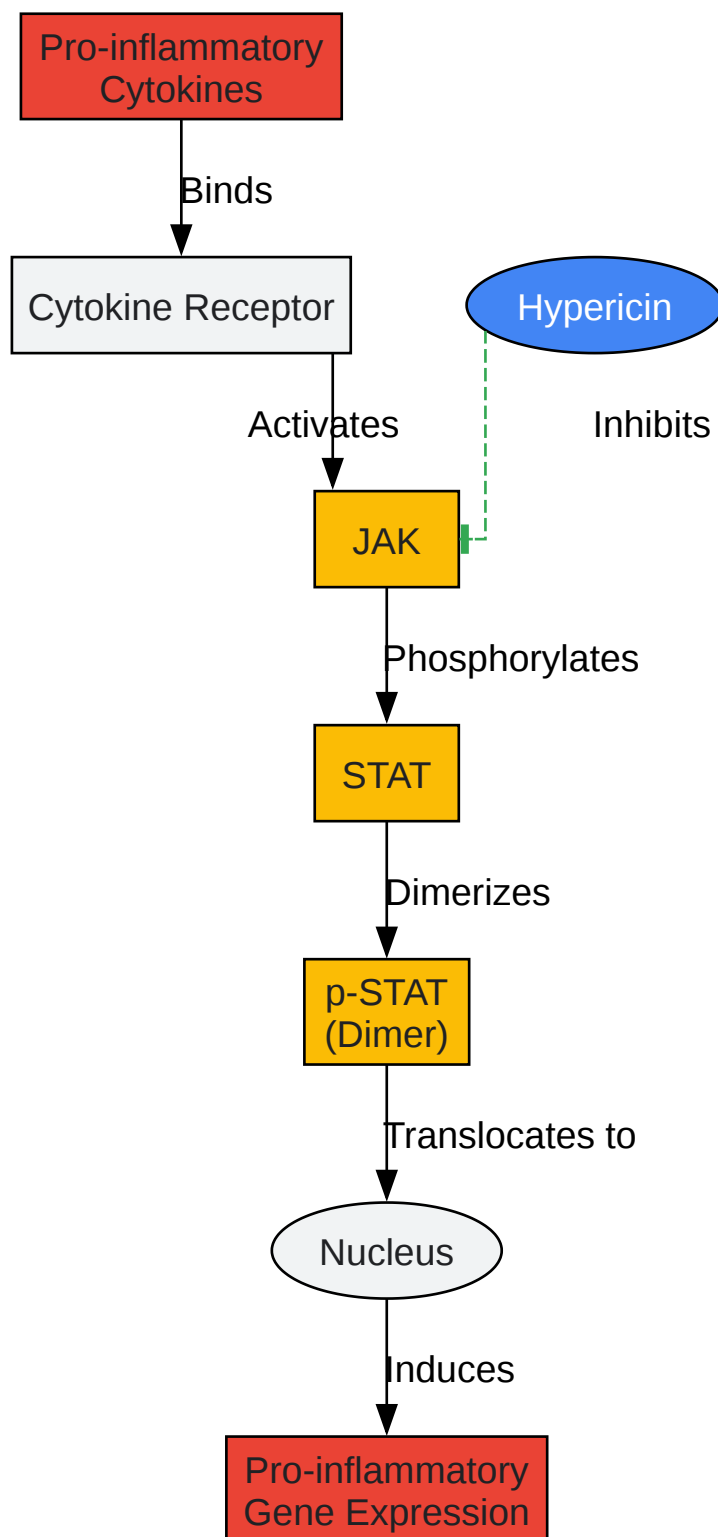 Pro-inflammatory
Cytokines
Binds
Cytokine Receptor
Hypericin
Activates
Inhibits
JAK
Phosphorylates
STAT
Dimerizes
p-STAT
(Dimer)
Translocates to
Nucleus
Induces
Pro-inflammatory
Gene Expression